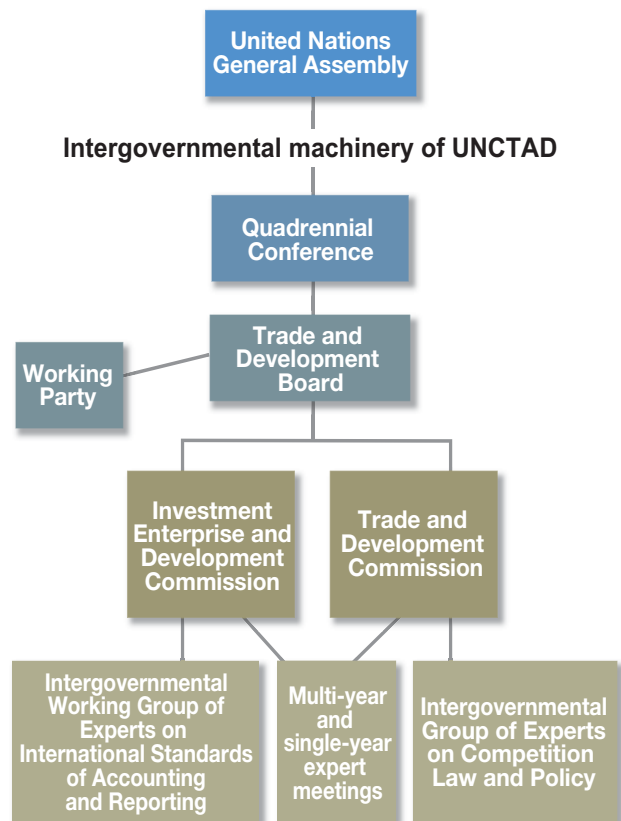 United Nations
General Assembly
Intergovernmental machinery of UNCTAD
Quadrennial
Conference
Trade and
Development
Board
Working
Party
Investment
Enterprise and
Development
Commission
Trade and
Development
Commission
Intergovernmental
Working Group of
Experts on
International Standards
of Accounting
and Reporting
Multi-year
and
single-year
expert
meetings
Intergovernmental
Group of Experts
on Competition
Law and Policy